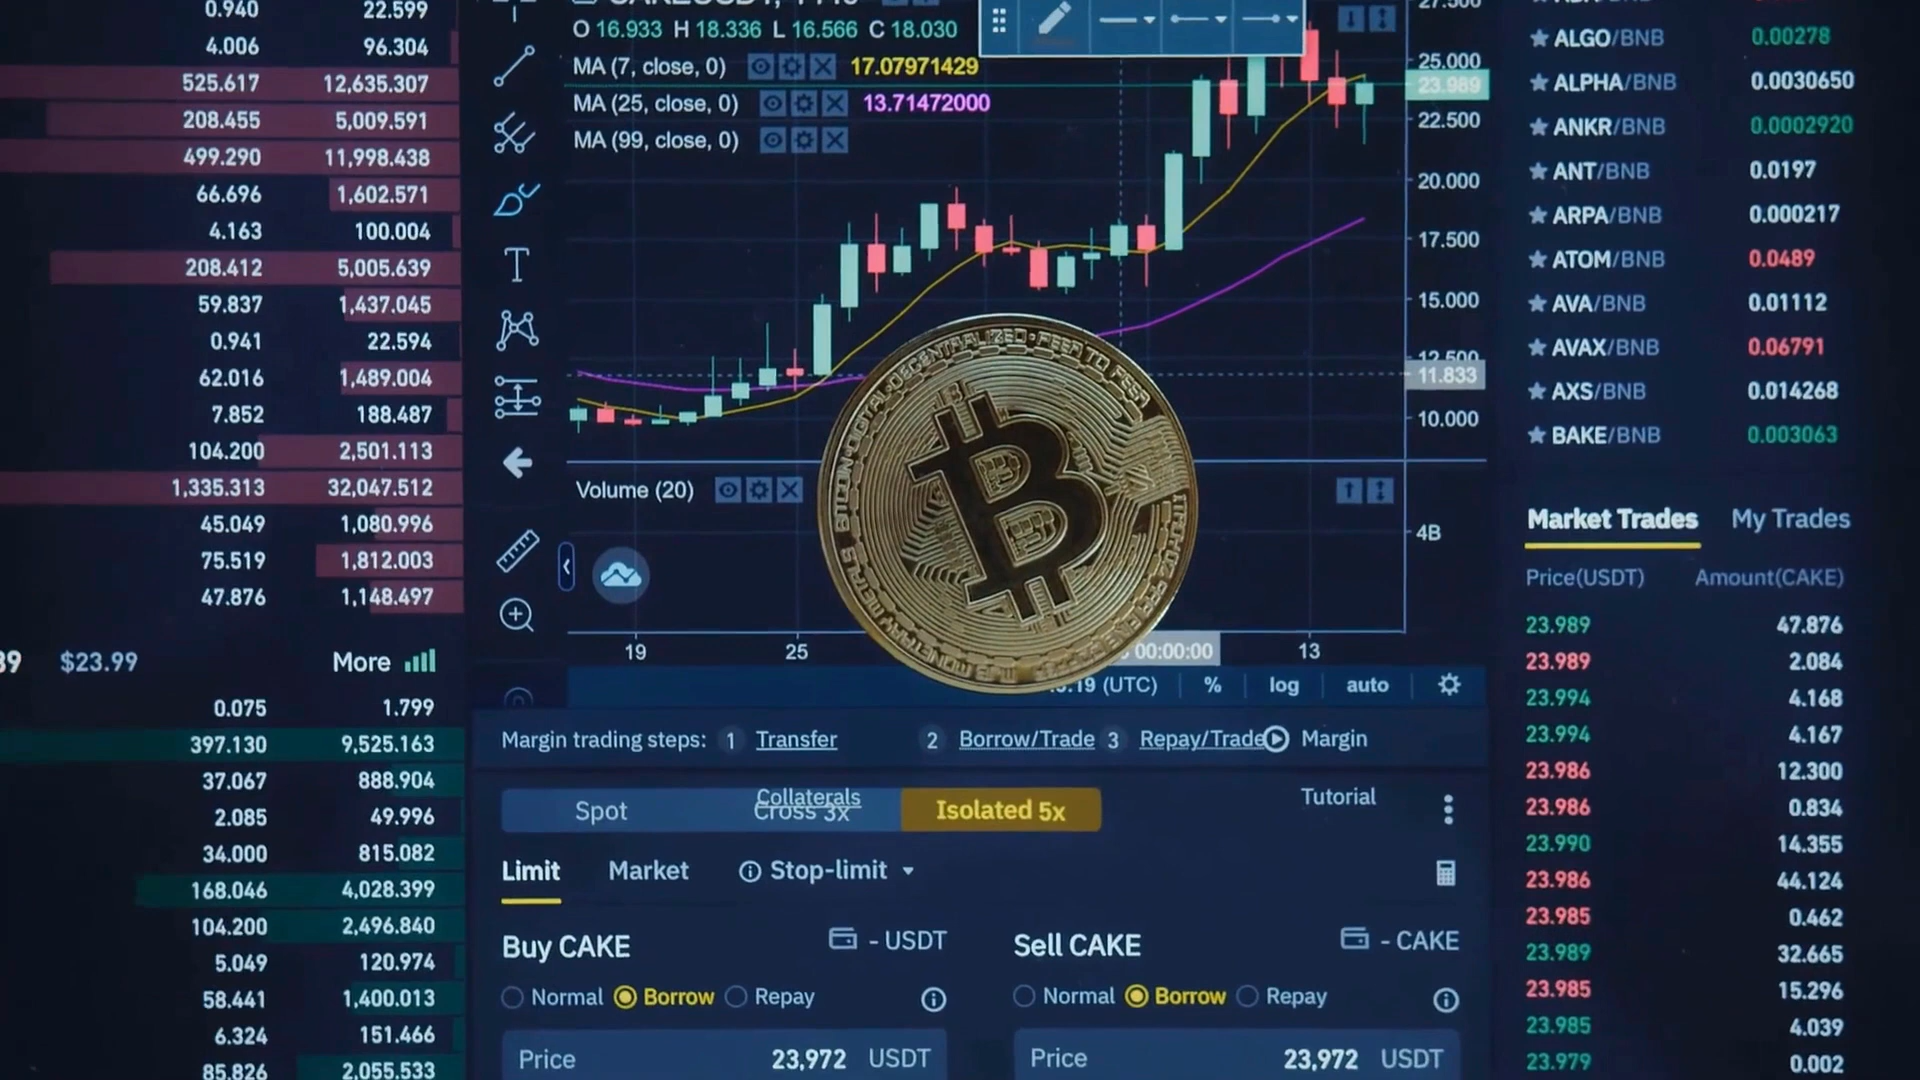 0.940 22.599
4.006 96.304
525.617 12,635.307
208.455 5,009.591
499.290 11,998.438
66.696 1,602.571
4.163 100.004
208.412 5,005.639
59.837 1,437.045
0.941 22.594
62.016 1,489.004
7.852 188.487
104.200 2,501.113
1,335.313 32,047.512
45.049 1,080.996
75.519 1,812.003
47.876 1,148.497
39 $23.99 More
0.075 1.799
397.130 9,525.163
37.067 888.904
2.085 49.996
34.000 815.082
168.046 4,028.399
104.200 2,496.840
5.049 120.974
58.441 1,400.013
6.324 151.466
85.826 2,055.533
O 16.933 H 18.336 L 16.566 C 18.030
MA (7, close, 0) 17.07971429
MA (25, close, 0) 13.71472000
MA (99, close, 0)
27.500
25.000
23.989
22.500
20.000
17.500
15.000
12.500
11.833
10.000
Volume (20)
4B
19 25 00:00:00 13
19 (UTC) % log auto
BITCOIN DIGITAL DECENTRALIZED PEER TO PEER
Margin trading steps: 1 Transfer 2 Borrow/Trade 3 Repay/Trade Margin
Collaterals Tutorial
Spot Cross 3x Isolated 5x
Limit Market Stop-limit
Buy CAKE - USDT
Normal Borrow Repay
Price 23,972 USDT
Sell CAKE - CAKE
Normal Borrow Repay
Price 23,972 USDT
ALGO/BNB 0.00278
ALPHA/BNB 0.0030650
ANKR/BNB 0.0002920
ANT/BNB 0.0197
ARPA/BNB 0.000217
ATOM/BNB 0.0489
AVA/BNB 0.01112
AVAX/BNB 0.06791
AXS/BNB 0.014268
BAKE/BNB 0.003063
Market Trades My Trades
Price(USDT) Amount(CAKE)
23.989 47.876
23.989 2.084
23.994 4.168
23.994 4.167
23.986 12.300
23.986 0.834
23.990 14.355
23.986 44.124
23.985 0.462
23.989 32.665
23.985 15.296
23.985 4.039
23.979 0.002